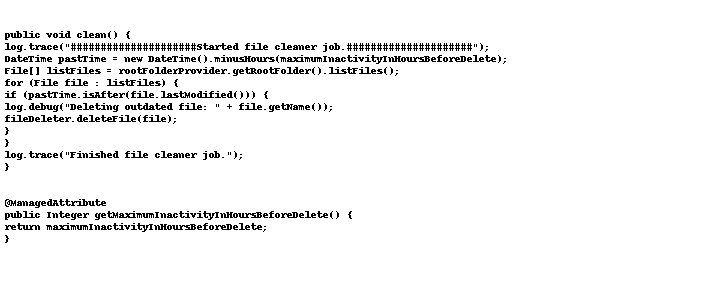 public void clean() {
log.trace("#####################Started file cleaner job.#####################");
DateTime pastTime = new DateTime().minusHours(maximumInactivityInHoursBeforeDelete);
File[] listFiles = rootFolderProvider.getRootFolder().listFiles();
for (File file : listFiles) {
if (pastTime.isAfter(file.lastModified())) {
log.debug("Deleting outdated file: " + file.getName());
fileDeleter.deleteFile(file);
}
}
log.trace("Finished file cleaner job.");
}
@ManagedAttribute
public Integer getMaximumInactivityInHoursBeforeDelete() {
return maximumInactivityInHoursBeforeDelete;
}